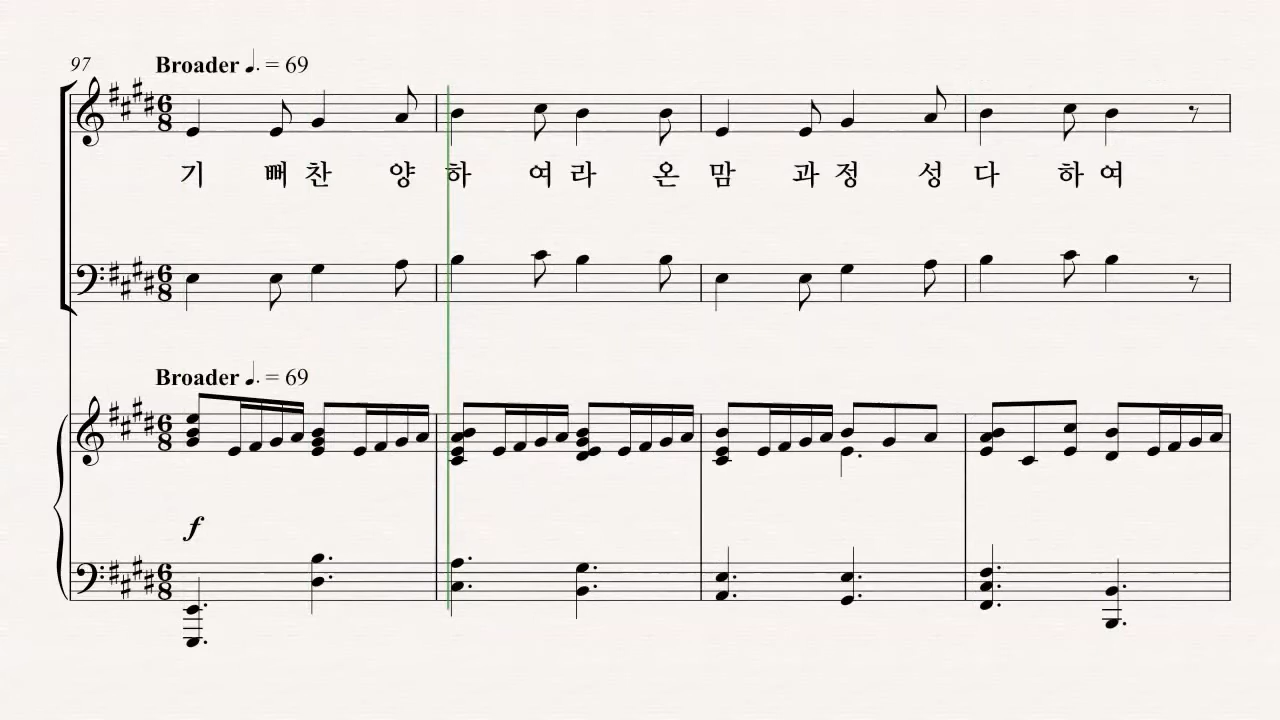 97 Broader ♩. = 69
기 뻐 찬 양 하 여 라 온 맘 과 정 성 다 하 여
Broader ♩. = 69
f